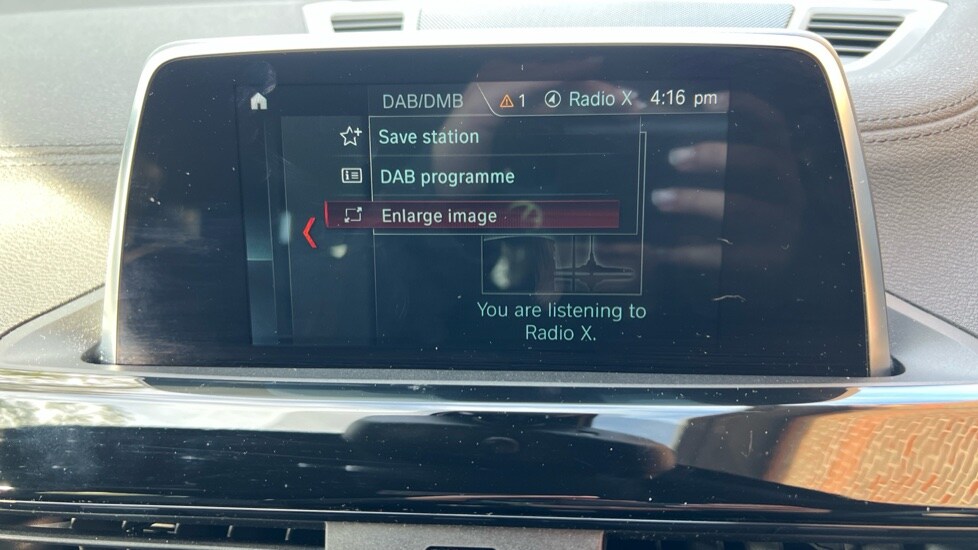 DAB/DMB 1 Radio X 4:16 pm
Save station
DAB programme
Enlarge image
You are listening to
Radio X.